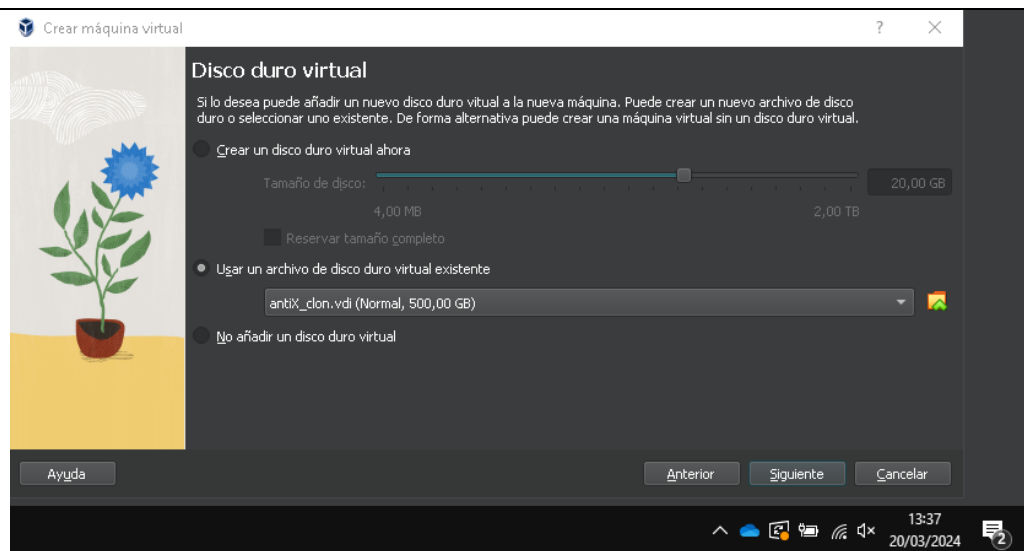 Crear máquina virtual
?
Disco duro virtual
Si lo desea puede añadir un nuevo disco duro vitual a la nueva máquina. Puede crear un nuevo archivo de disco
duro o seleccionar uno existente. De forma alternativa puede crear una máquina virtual sin un disco duro virtual.
Crear un disco duro virtual ahora
Tamaño de disco:
20,00 GB
4,00 MB 2,00 TB
Reservar tamaño completo
Usar un archivo de disco duro virtual existente
antiX_clon.vdi (Normal, 500,00 GB)
No añadir un disco duro virtual
Ayuda Anterior Siguiente Cancelar
13:37
20/03/2024
2